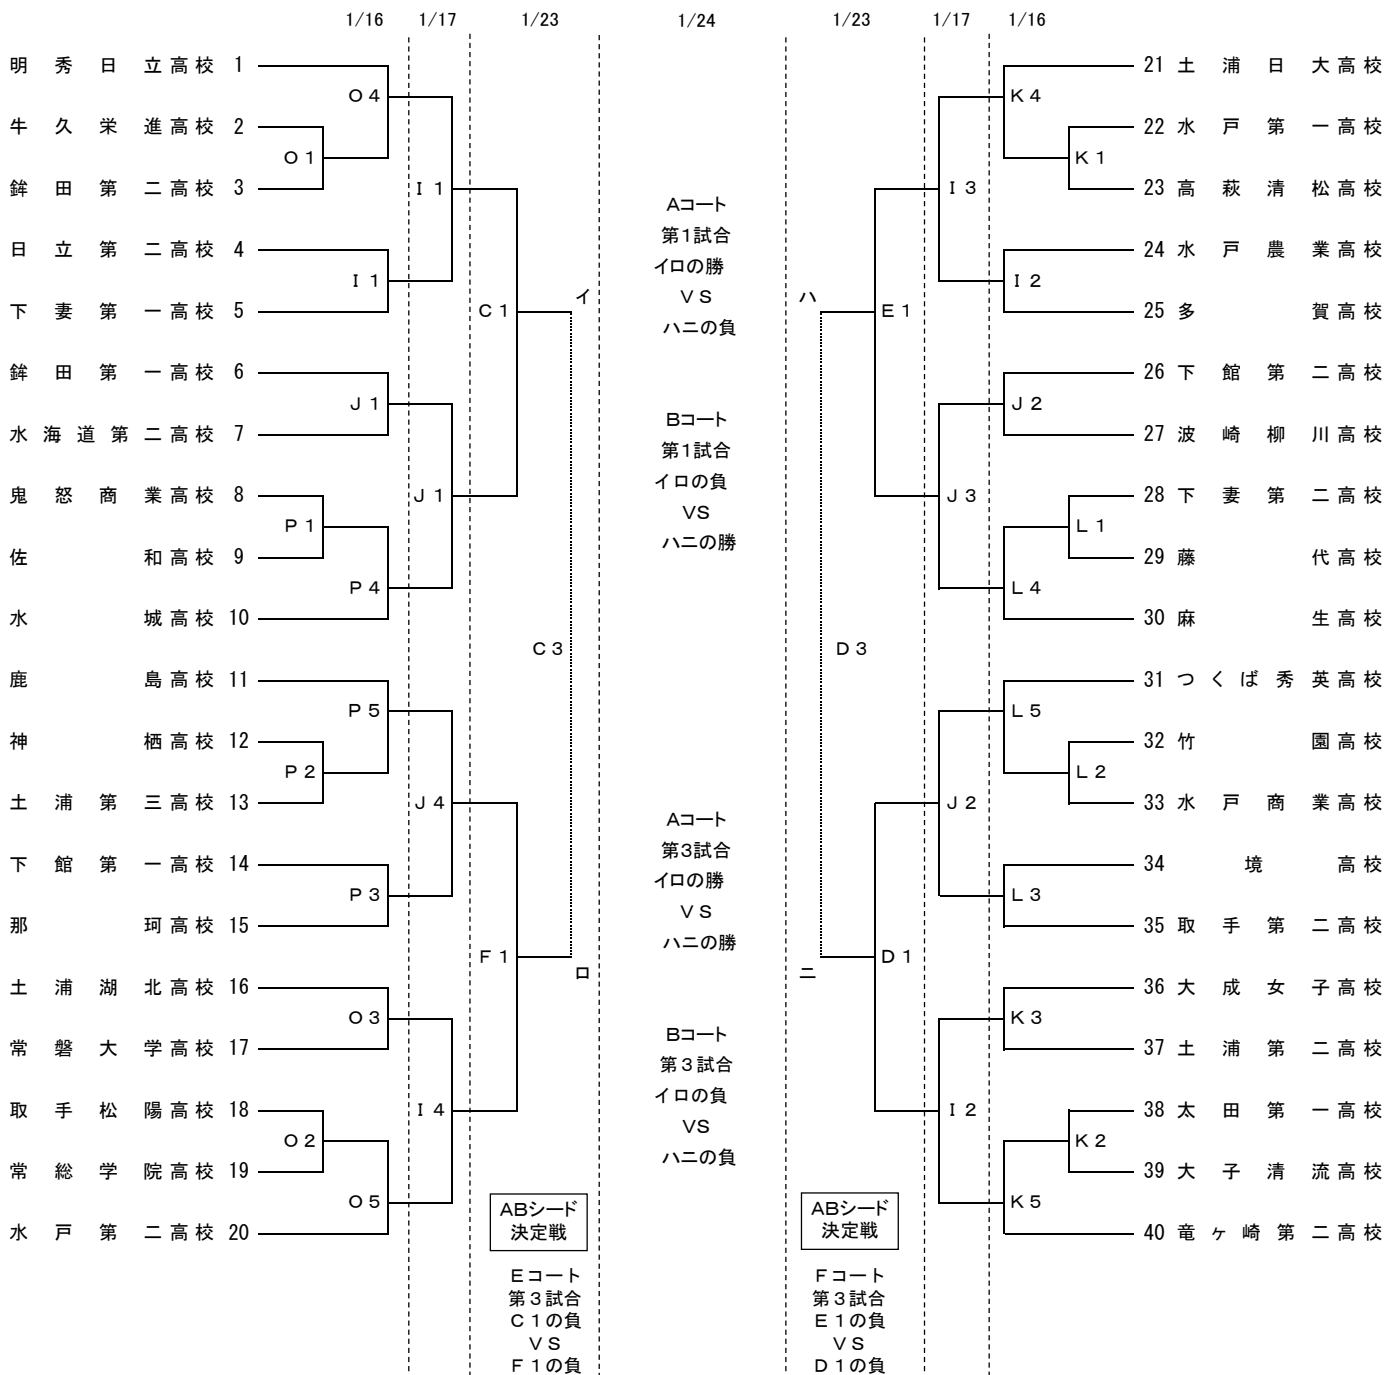 1/16 1/17 1/23 1/24 1/23 1/17 1/16
明秀日立高校 1
O4
牛久栄進高校 2
O1
鉾田第二高校 3
I1
日立第二高校 4
I1
下妻第一高校 5
C1
イ
鉾田第一高校 6
J1
水海道第二高校 7
鬼怒商業高校 8
J1
P1
佐和高校 9
P4
水城高校 10
C3
鹿島高校 11
P5
神栖高校 12
P2
土浦第三高校 13
J4
下館第一高校 14
P3
那珂高校 15
F1
ロ
土浦湖北高校 16
O3
常磐大学高校 17
取手松陽高校 18
I4
O2
常総学院高校 19
O5
水戸第二高校 20
ABシード
決定戦
Eコート
第3試合
C1の負
VS
F1の負
Aコート
第1試合
イロの勝
VS
ハニの負
Bコート
第1試合
イロの負
VS
ハニの勝
Aコート
第3試合
イロの勝
VS
ハニの勝
Bコート
第3試合
イロの負
VS
ハニの負
21 土浦日大高校
K4
22 水戸第一高校
K1
23 高萩清松高校
I3
24 水戸農業高校
I2
25 多賀高校
E1
ハ
26 下館第二高校
J2
27 波崎柳川高校
28 下妻第二高校
J3
L1
29 藤代高校
L4
30 麻生高校
D3
31 つくば秀英高校
L5
32 竹園高校
L2
33 水戸商業高校
J2
34 境高校
L3
35 取手第二高校
D1
ニ
36 大成女子高校
K3
37 土浦第二高校
38 太田第一高校
I2
K2
39 大子清流高校
K5
40 竜ヶ崎第二高校
ABシード
決定戦
Fコート
第3試合
E1の負
VS
D1の負